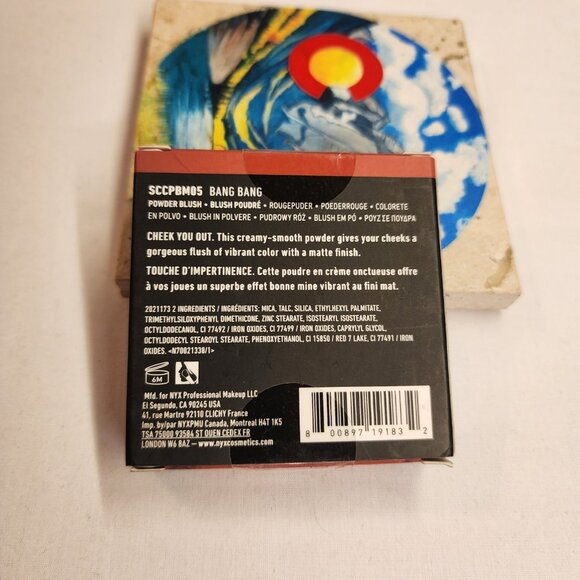 SCCPBM05 BANG BANG
POWDER BLUSH • BLUSH POUDRÉ • ROUGEPUDER • POEDERROUGE • COLORETE
EN POLVO • BLUSH IN POLVERE • PUDROWY RÓŻ • BLUSH EM PÓ • ΡΟΥΖ ΣΕ ΠΟΥΔΡΑ
CHEEK YOU OUT. This creamy-smooth powder gives your cheeks a
gorgeous flush of vibrant color with a matte finish.
TOUCHE D'IMPERTINENCE. Cette poudre en crème onctueuse offre
à vos joues un superbe effet bonne mine vibrant au fini mat.
2021173 2 INGREDIENTS / INGRÉDIENTS: MICA, TALC, SILICA, ETHYLHEXYL PALMITATE,
TRIMETHYLSILOXYPHENYL DIMETHICONE, ZINC STEARATE, ISOSTEARYL ISOSTEARATE,
OCTYLDODECANOL, CI 77492 / IRON OXIDES, CI 77499 / IRON OXIDES, CAPRYLYL GLYCOL,
OCTYLDODECYL STEAROYL STEARATE, PHENOXYETHANOL, CI 15850 / RED 7 LAKE, CI 77491 / IRON
OXIDES. <N70021338/1>
6M
Mfd. for NYX Professional Makeup LLC
El Segundo, CA 90245 USA
41, rue Martre 92110 CLICHY France
Imp. by/par NYXPMU Canada, Montreal H4T 1K5
TSA 75000 93584 ST OUEN CEDEX FR
LONDON W6 8AZ – www.nyxcosmetics.com
8 00897 19183 2